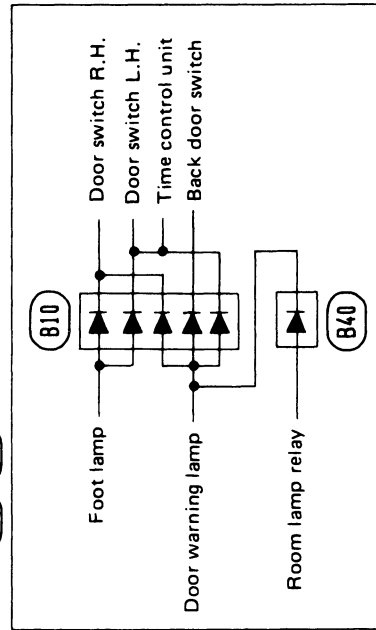 Door switch R.H.
Door switch L.H.
Time control unit
Back door switch
B10
Foot lamp
Door warning lamp
B40
Room lamp relay